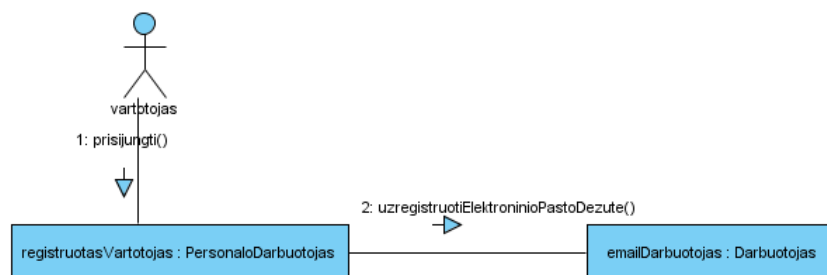 vartotojas
1: prisijungti()
2: uzregistruotiElektroninioPastoDezute()
registruotasVartotojas : PersonaloDarbuotojas
emailDarbuotojas : Darbuotojas